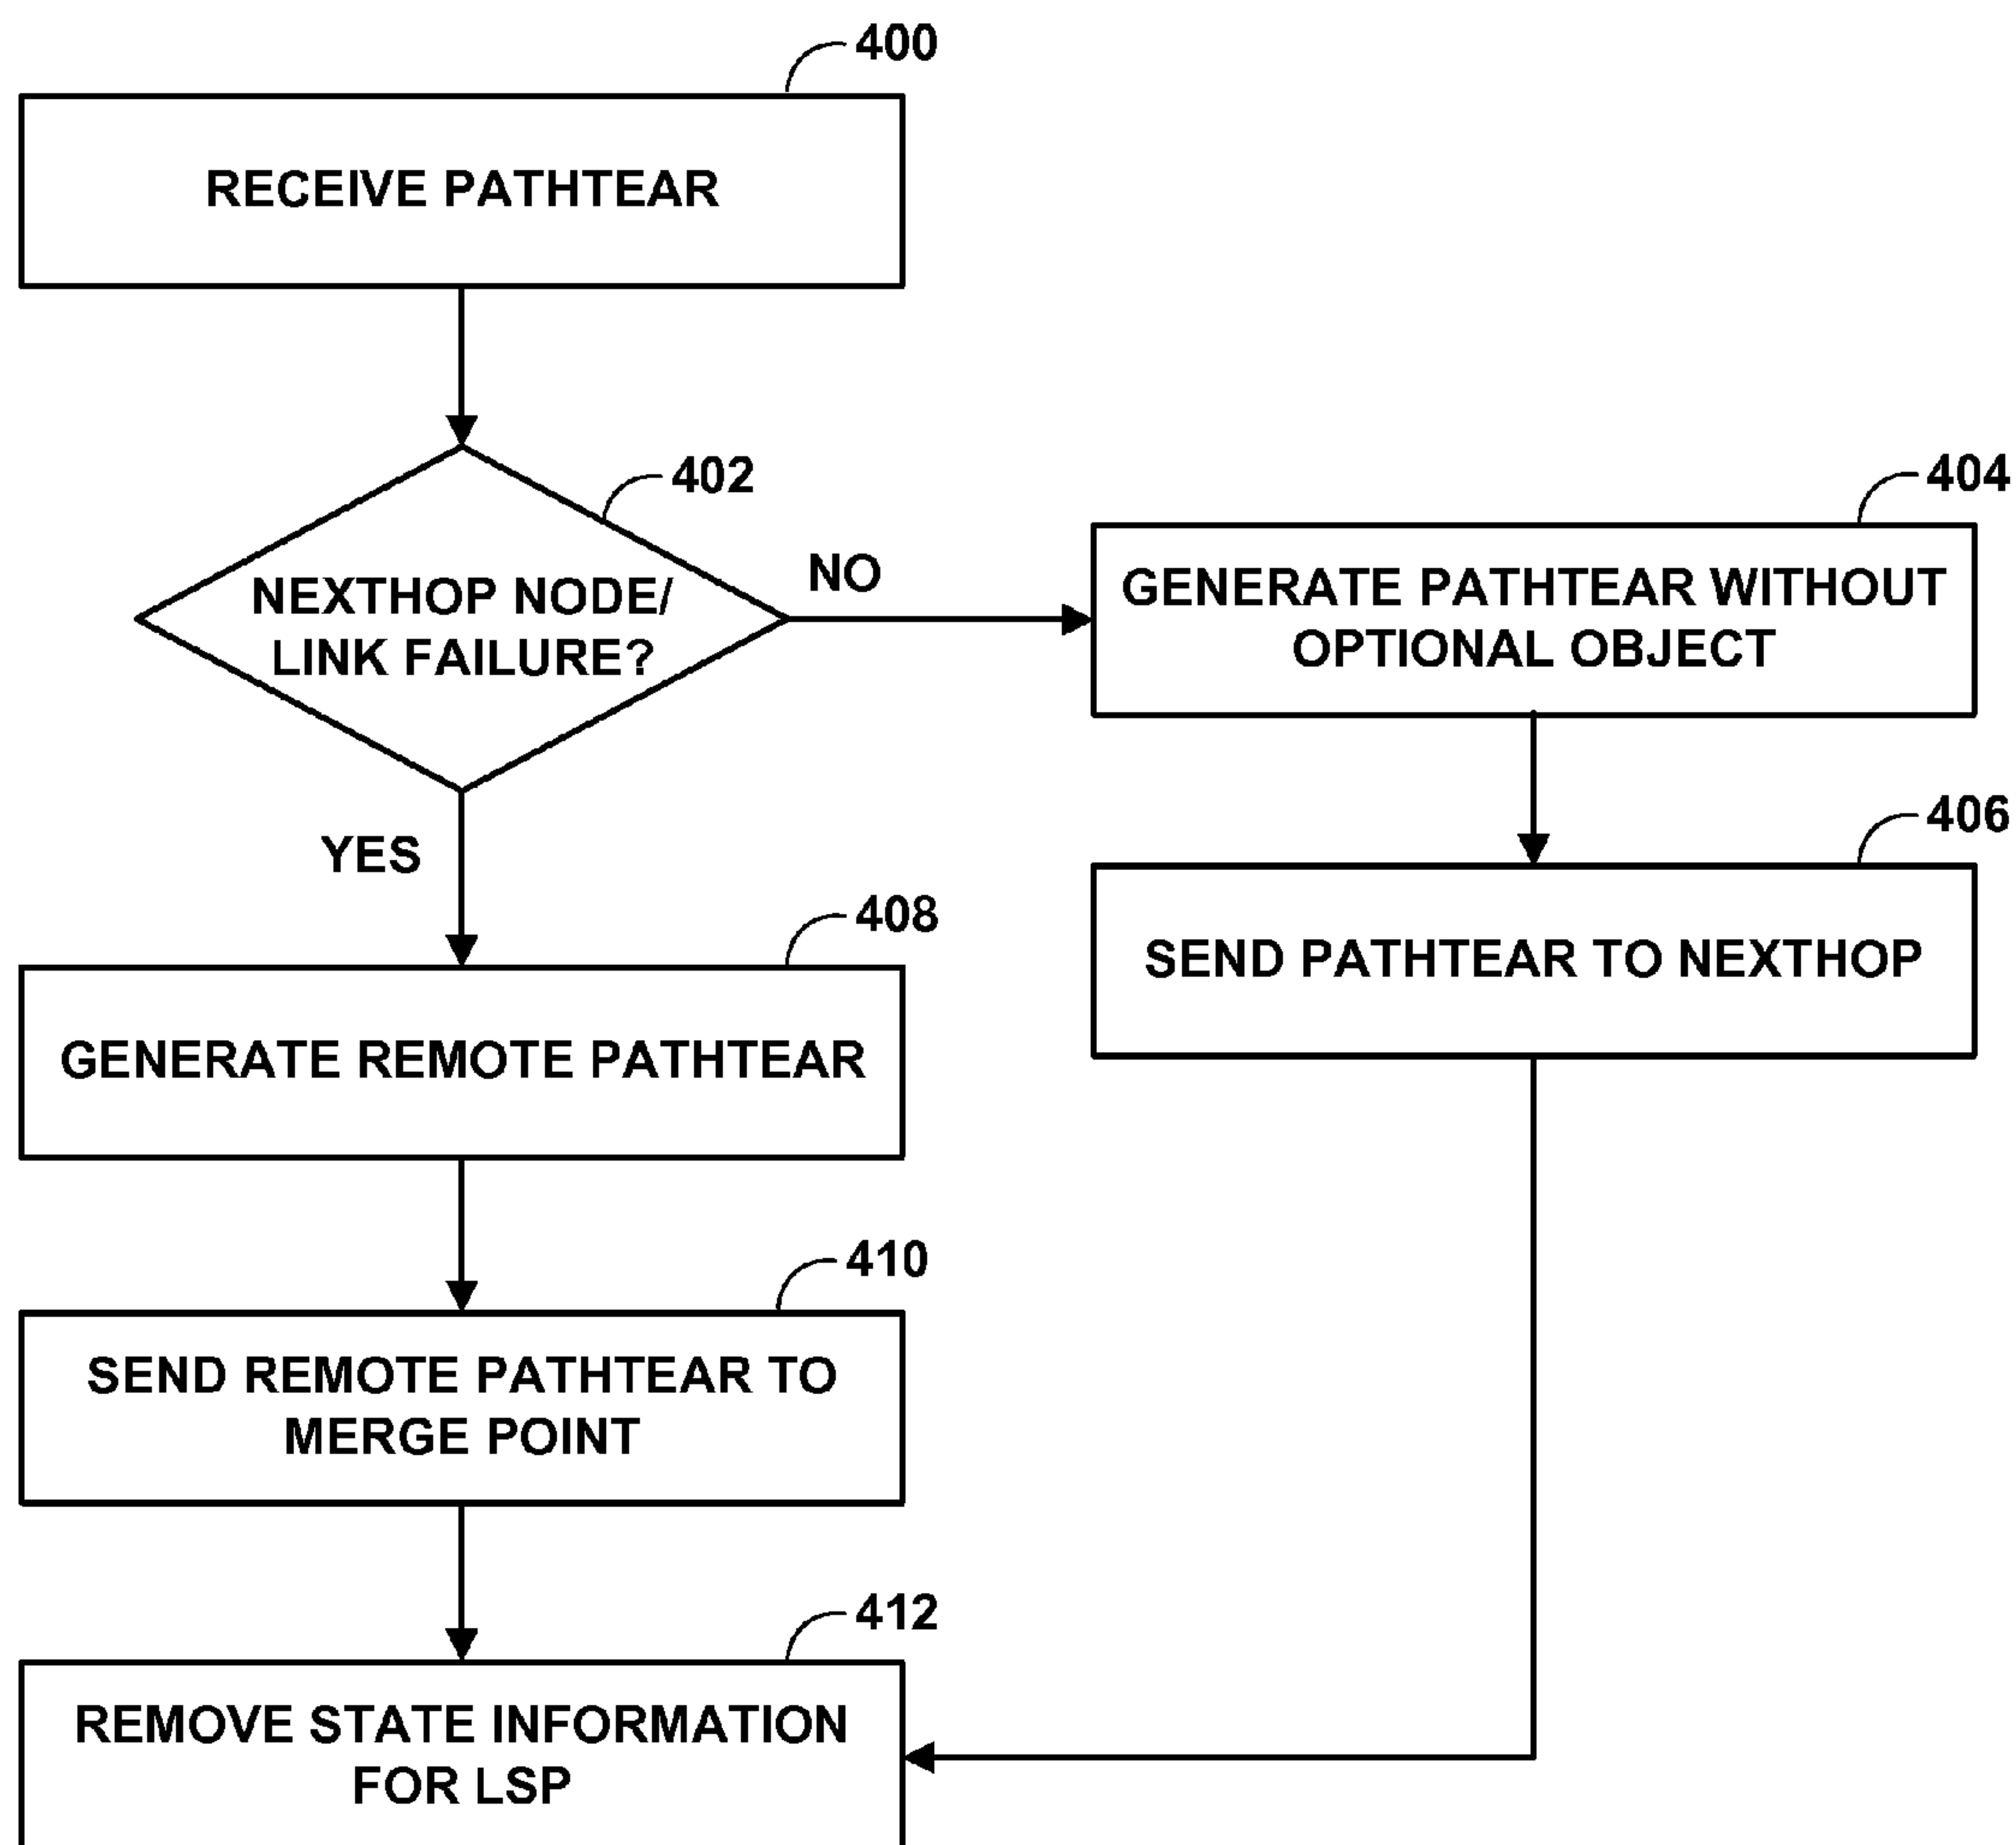 400
RECEIVE PATHTEAR
402
NEXTHOP NODE/
LINK FAILURE?
NO
YES
404
GENERATE PATHTEAR WITHOUT
OPTIONAL OBJECT
406
SEND PATHTEAR TO NEXTHOP
408
GENERATE REMOTE PATHTEAR
410
SEND REMOTE PATHTEAR TO
MERGE POINT
412
REMOVE STATE INFORMATION
FOR LSP